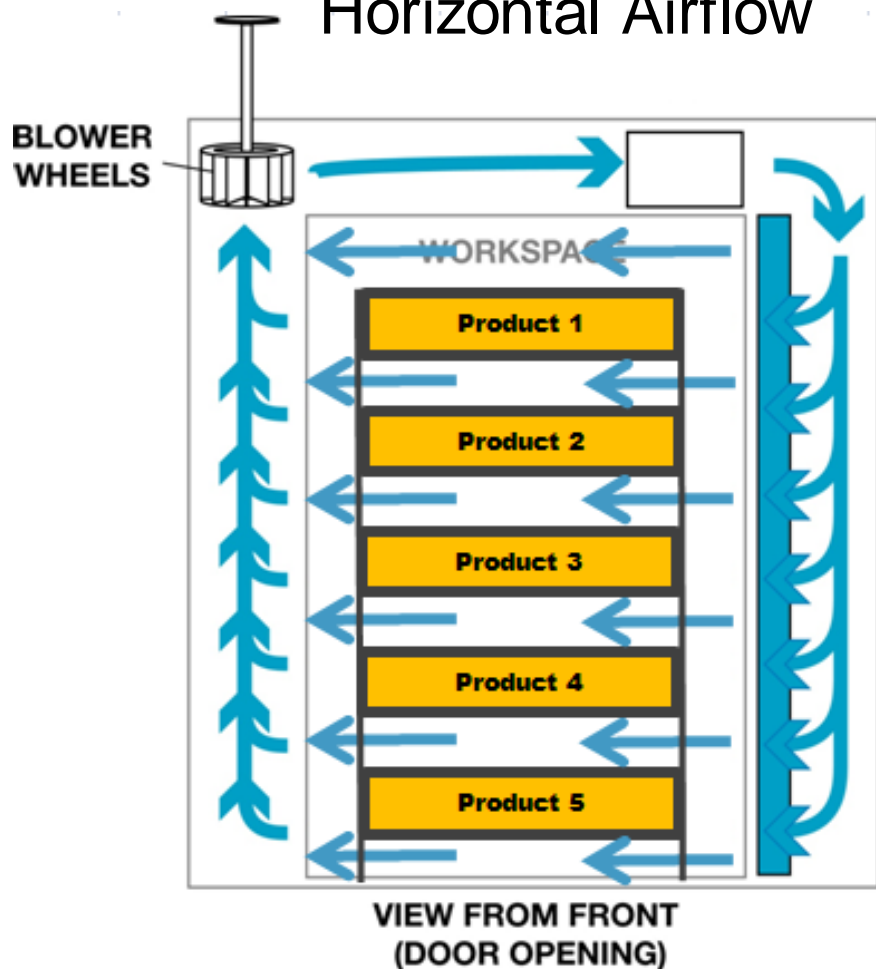 Horizontal Airflow
BLOWER
WHEELS
WORKSPACE
Product 1
Product 2
Product 3
Product 4
Product 5
VIEW FROM FRONT
(DOOR OPENING)